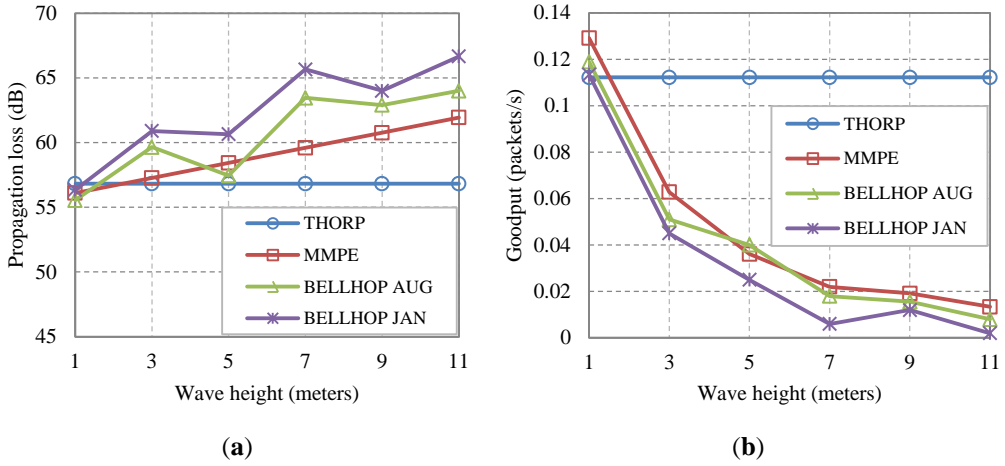 70
65
60
55
50
45
Propagation loss (dB)
THORP
MMPE
BELLHOP AUG
BELLHOP JAN
1 3 5 7 9 11
Wave height (meters)
(a)
0.14
0.12
0.1
0.08
0.06
0.04
0.02
0
Goodput (packets/s)
THORP
MMPE
BELLHOP AUG
BELLHOP JAN
1 3 5 7 9 11
Wave height (meters)
(b)